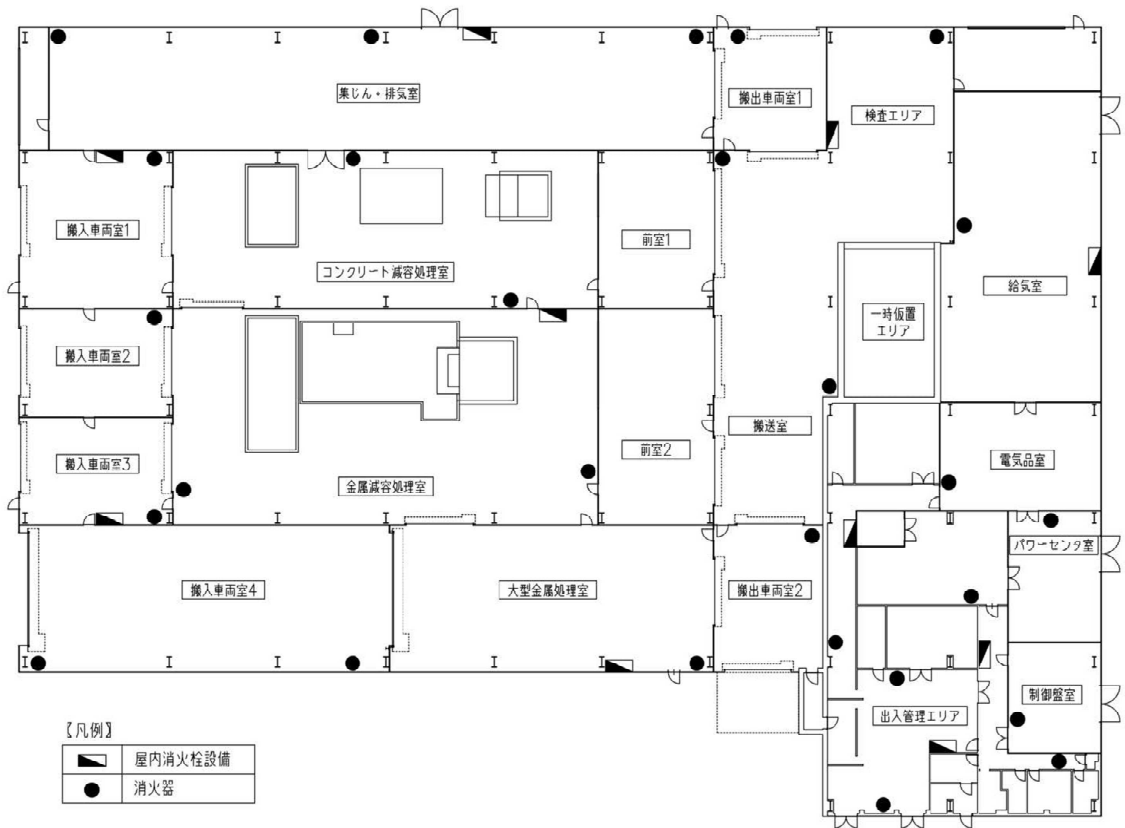 集じん・排気室
搬出車両室1
検査エリア
搬入車両室1
前室1
コンクリート減容処理室
給気室
一時仮置
エリア
搬入車両室2
搬送室
前室2
搬入車両室3
金属減容処理室
電気品室
パワーセンタ室
搬入車両室4
大型金属処理室
搬出車両室2
制御盤室
出入管理エリア
〖凡例〗
屋内消火栓設備
消火器